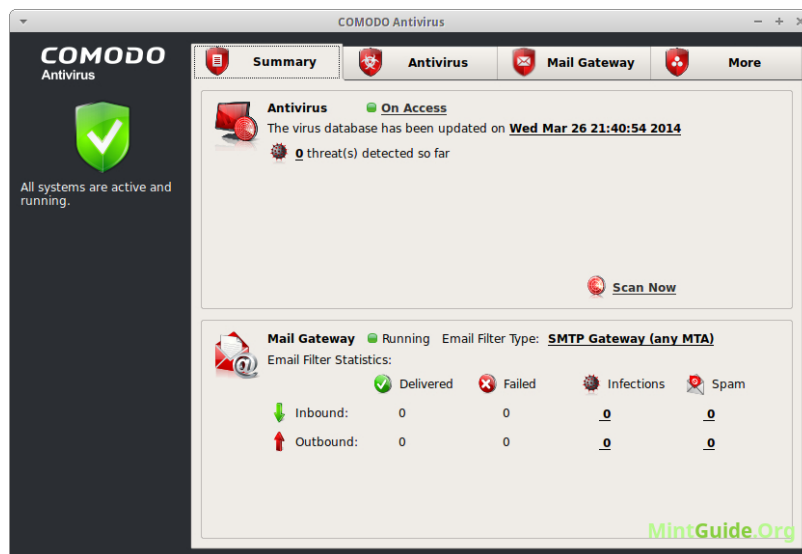 COMODO Antivirus
COMODO
Antivirus
Summary Antivirus Mail Gateway More
All systems are active and
running.
Antivirus On Access
The virus database has been updated on Wed Mar 26 21:40:54 2014
0 threat(s) detected so far
Scan Now
Mail Gateway Running Email Filter Type: SMTP Gateway (any MTA)
Email Filter Statistics:
Delivered Failed Infections Spam
Inbound: 0 0 0 0
Outbound: 0 0 0 0
MintGuide.Org